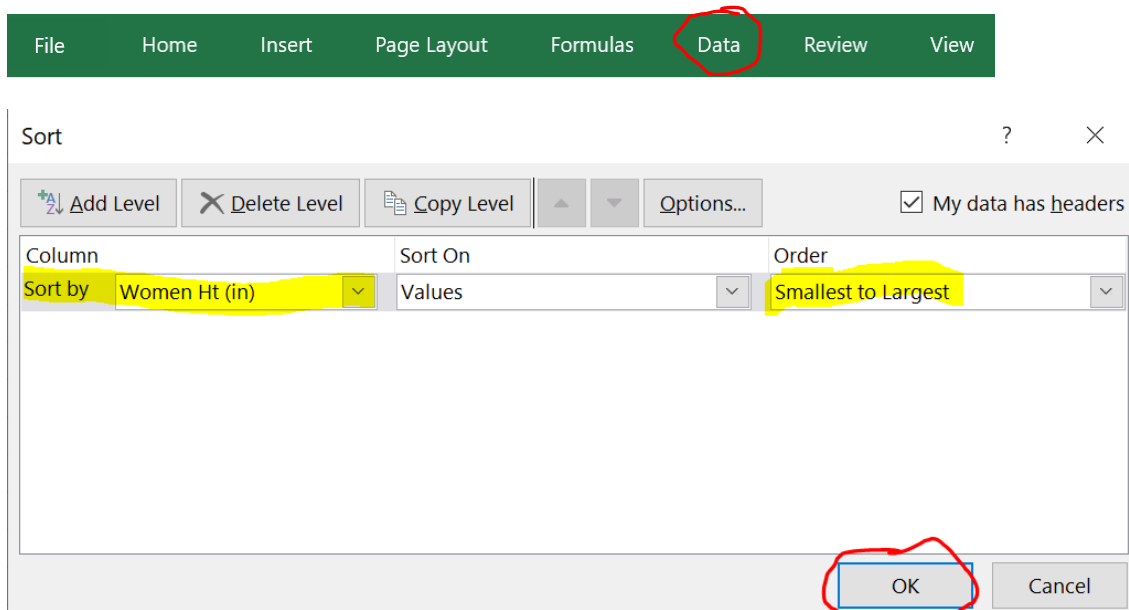 File Home Insert Page Layout Formulas Data Review View
Sort ?
Add Level Delete Level Copy Level Options... My data has headers
Column Sort On Order
Sort by Women Ht (in) Values Smallest to Largest
OK Cancel